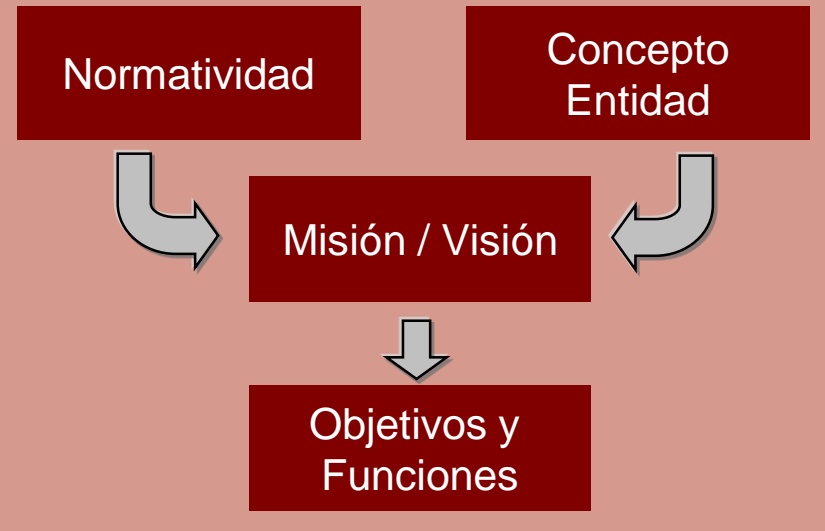 Normatividad
Concepto
Entidad
Misión / Visión
Objetivos y
Funciones